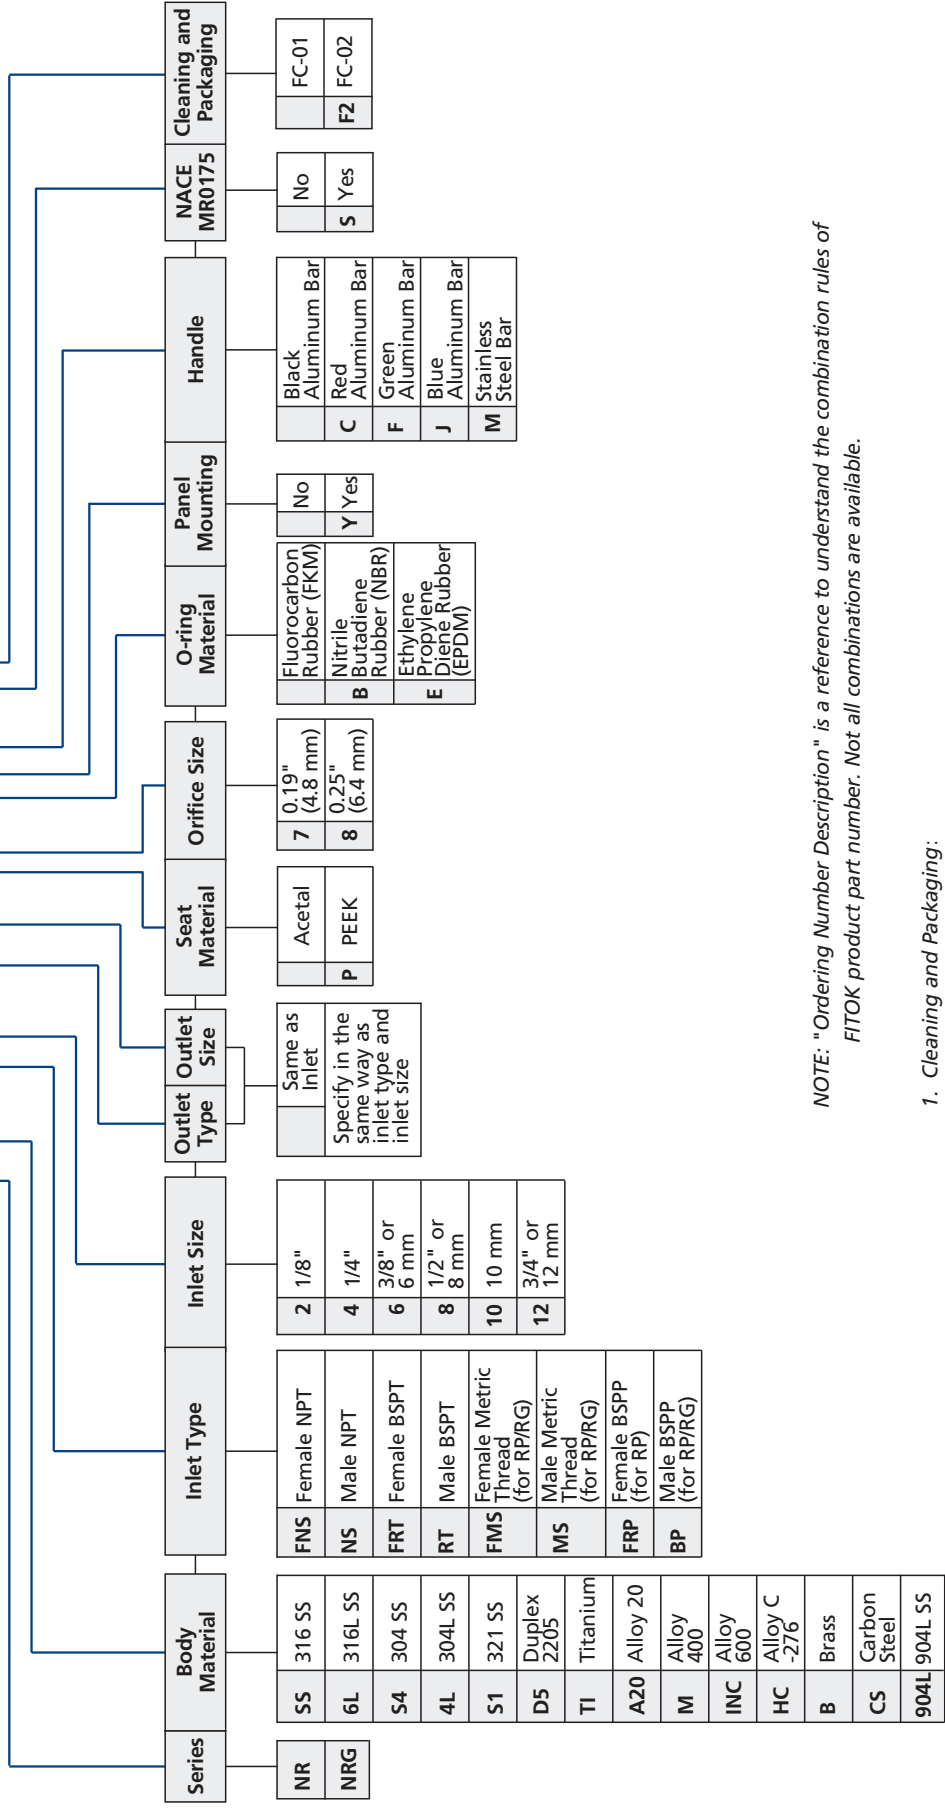 Series
NR
NRG
Body
Material
SS 316 SS
6L 316L SS
S4 304 SS
4L 304L SS
S1 321 SS
D5 Duplex
2205
TI Titanium
A20 Alloy 20
M Alloy
400
INC Alloy
600
HC Alloy C
-276
B Brass
CS Carbon
Steel
904L 904L SS
Inlet Type
FNS Female NPT
NS Male NPT
FRT Female BSPT
RT Male BSPT
FMS Female Metric
Thread
(for RP/RG)
MS Male Metric
Thread
(for RP/RG)
FRP Female BSPP
(for RP)
BP Male BSPP
(for RP/RG)
Inlet Size
2 1/8"
4 1/4"
6 3/8" or
6 mm
8 1/2" or
8 mm
10 10 mm
12 3/4" or
12 mm
Outlet
Type
Outlet
Size
Same as
Inlet
Specify in the
same way as
inlet type and
inlet size
Seat
Material
Acetal
P PEEK
Orifice Size
7 0.19"
(4.8 mm)
8 0.25"
(6.4 mm)
O-ring
Material
Fluorocarbon
Rubber (FKM)
B Nitrile
Butadiene
Rubber (NBR)
E Ethylene
Propylene
Diene Rubber
(EPDM)
Panel
Mounting
No
Y Yes
Handle
Black
Aluminum Bar
C Red
Aluminum Bar
F Green
Aluminum Bar
J Blue
Aluminum Bar
M Stainless
Steel Bar
NACE
MR0175
No
S Yes
Cleaning and
Packaging
FC-01
F2 FC-02
NOTE: "Ordering Number Description" is a reference to understand the combination rules of
FITOK product part number. Not all combinations are available.
1. Cleaning and Packaging: